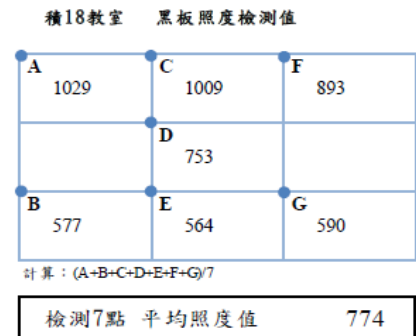 積18教室 黑板照度檢測值
A C F
1029 1009 893
D
753
B E G
577 564 590
計算：(A+B+C+D+E+F+G)/7
檢測7點 平均照度值 774